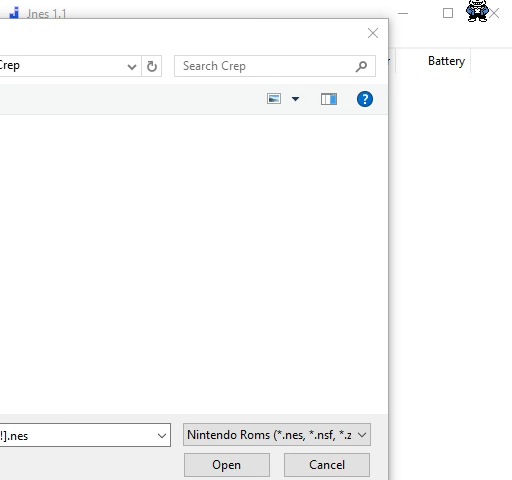 Jnes 1.1
Crep
Search Crep
Battery
?
!].nes
Nintendo Roms (*.nes, *.nsf, *.z
Open
Cancel